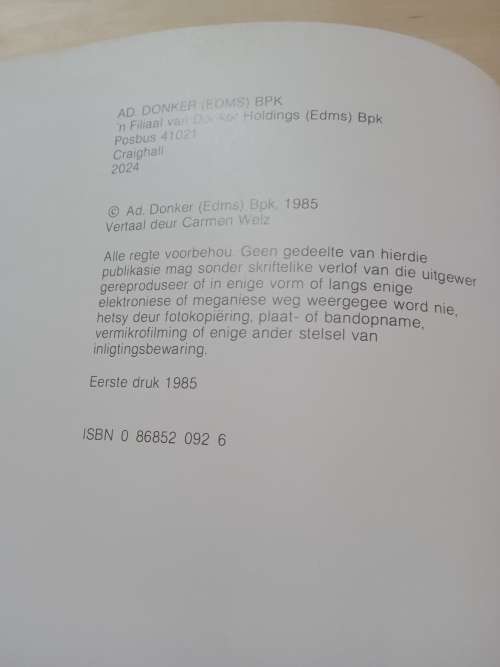 AD. DONKER (EDMS) BPK
'n Filiaal van Donker Holdings (Edms) Bpk
Posbus 41021
Craighall
2024
© Ad. Donker (Edms) Bpk, 1985
Vertaal deur Carmen Welz
Alle regte voorbehou. Geen gedeelte van hierdie
publikasie mag sonder skriftelike verlof van die uitgewer
gereproduseer of in enige vorm of langs enige
elektroniese of meganiese weg weergegee word nie,
hetsy deur fotokopiëring, plaat- of bandopname,
vermikrofilming of enige ander stelsel van
inligtingsbewaring.
Eerste druk 1985
ISBN 0 86852 092 6